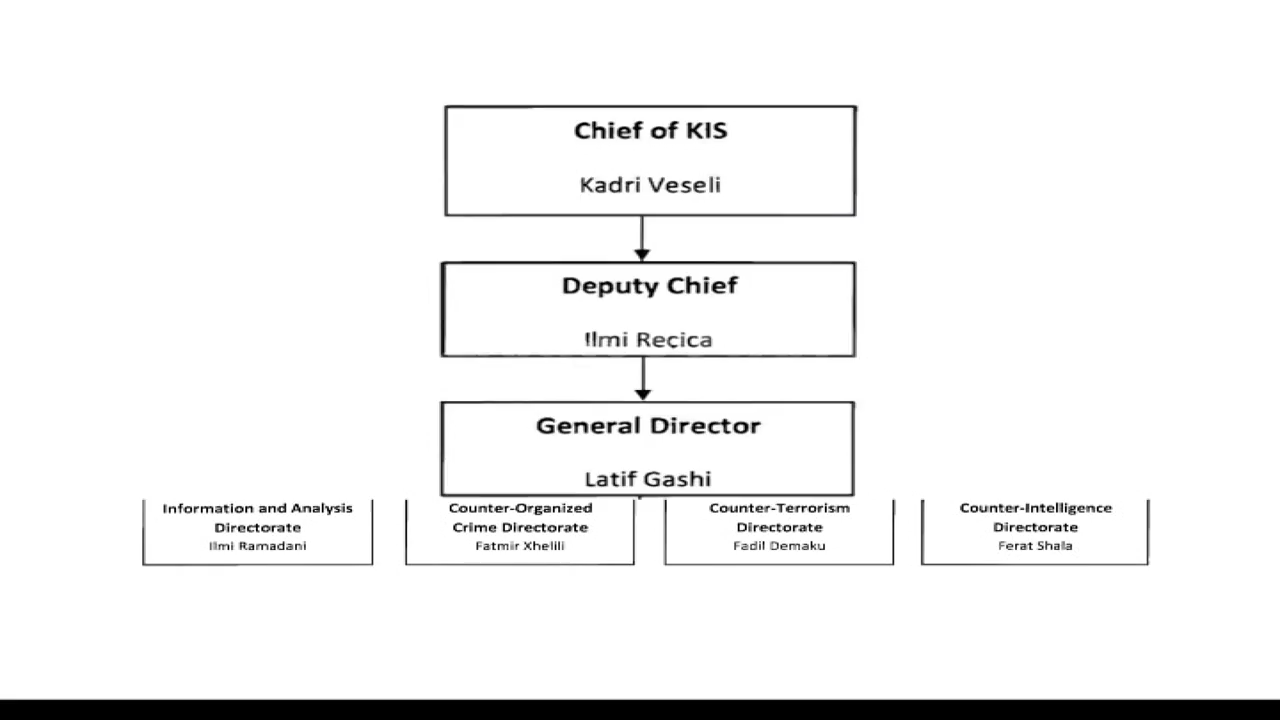 Chief of KIS
Kadri Veseli
Deputy Chief
Ilmi Reçica
General Director
Latif Gashi
Information and Analysis
Directorate
Ilmi Ramadani
Counter-Organized
Crime Directorate
Fatmir Xhelili
Counter-Terrorism
Directorate
Fadil Demaku
Counter-Intelligence
Directorate
Ferat Shala